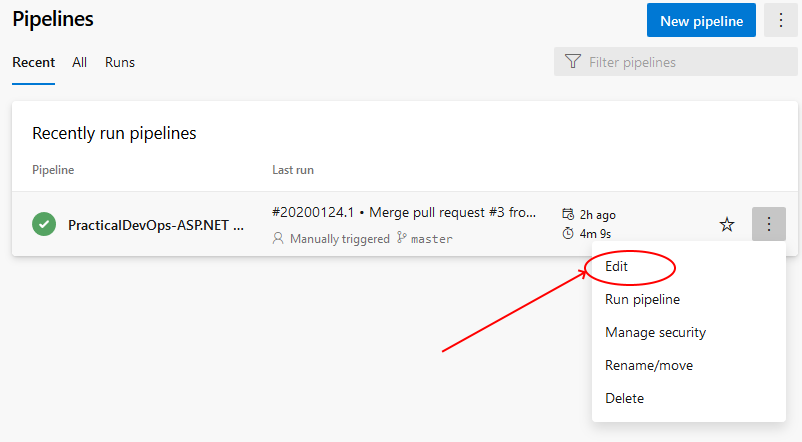 Pipelines
New pipeline
Recent All Runs
Filter pipelines
Recently run pipelines
Pipeline Last run
#20200124.1 • Merge pull request #3 fro...
2h ago
PracticalDevOps-ASP.NET ...
Manually triggered master
4m 9s
Edit
Run pipeline
Manage security
Rename/move
Delete